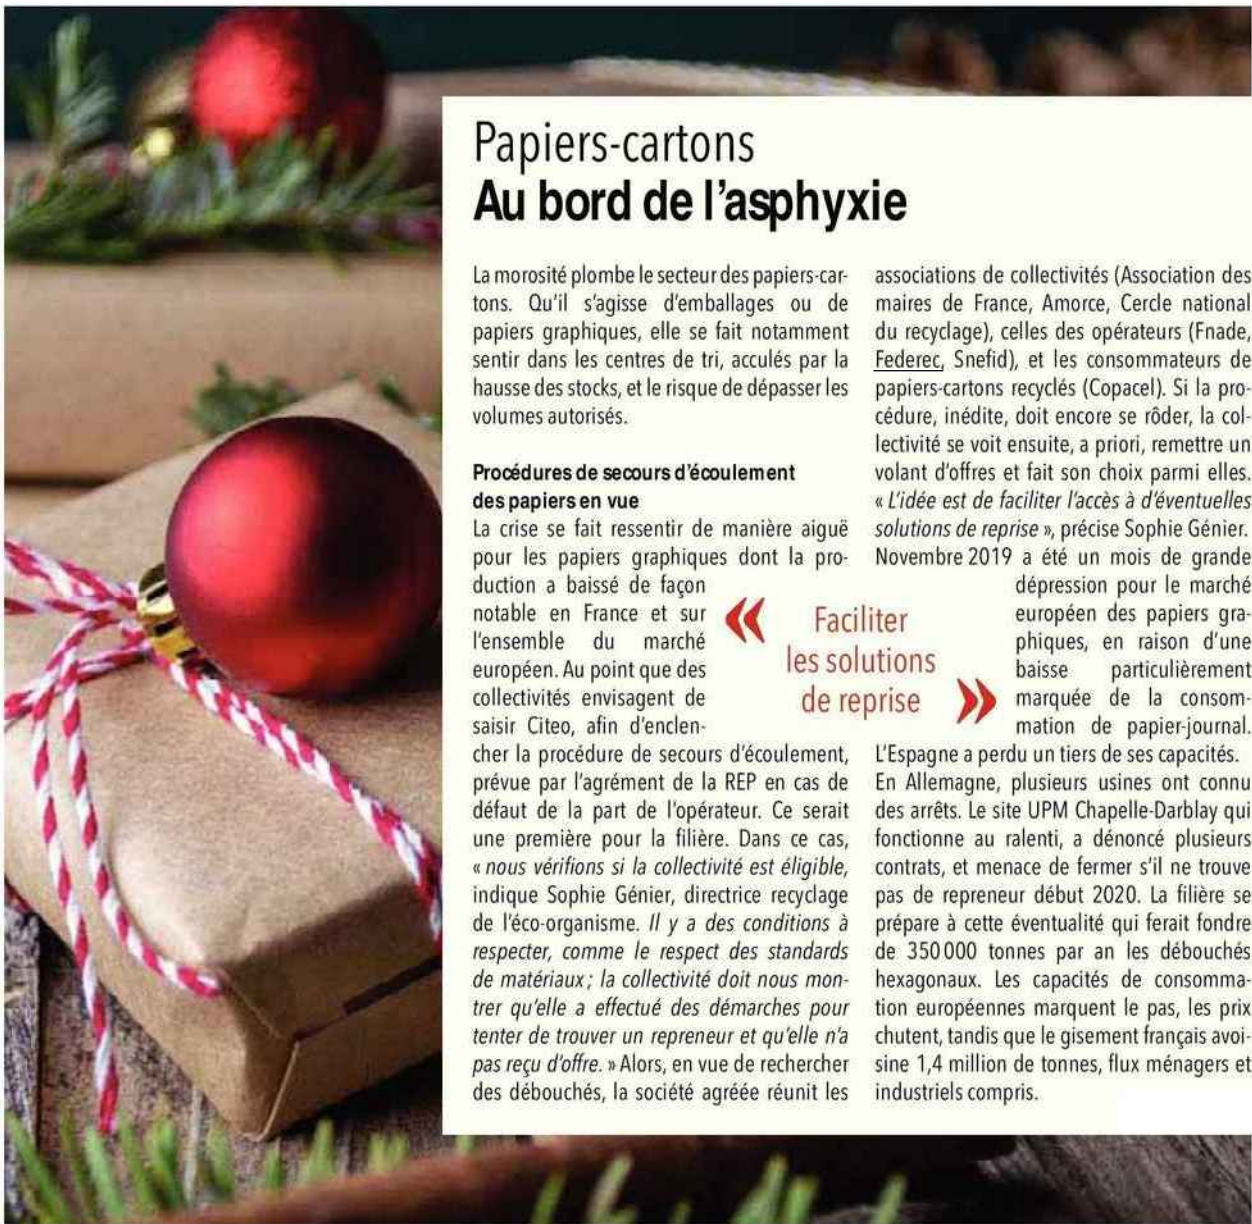 Papiers-cartons
Au bord de l'asphyxie
La morosité plombe le secteur des papiers-car-
tons. Qu'il s'agisse d'emballages ou de
papiers graphiques, elle se fait notamment
sentir dans les centres de tri, acculés par la
hausse des stocks, et le risque de dépasser les
volumes autorisés.
Procédures de secours d'écoulement
des papiers en vue
La crise se fait ressentir de manière aiguë
pour les papiers graphiques dont la pro-
duction a baissé de façon
notable en France et sur
l'ensemble du marché
européen. Au point que des
collectivités envisagent de
saisir Citeo, afin d'enclen-
cher la procédure de secours d'écoulement,
prévue par l'agrément de la REP en cas de
défaut de la part de l'opérateur. Ce serait
une première pour la filière. Dans ce cas,
« nous vérifions si la collectivité est éligible,
indique Sophie Génier, directrice recyclage
de l'éco-organisme. Il y a des conditions à
respecter, comme le respect des standards
de matériaux ; la collectivité doit nous mon-
trer qu'elle a effectué des démarches pour
tenter de trouver un repreneur et qu'elle n'a
pas reçu d'offre. » Alors, en vue de rechercher
des débouchés, la société agréée réunit les
« Faciliter
les solutions
de reprise »
associations de collectivités (Association des
maires de France, Amorce, Cercle national
du recyclage), celles des opérateurs (Fnade,
Federec, Snefid), et les consommateurs de
papiers-cartons recyclés (Copacel). Si la pro-
cédure, inédite, doit encore se rôder, la col-
lectivité se voit ensuite, a priori, remettre un
volant d'offres et fait son choix parmi elles.
« L'idée est de faciliter l'accès à d'éventuelles
solutions de reprise », précise Sophie Génier.
Novembre 2019 a été un mois de grande
dépression pour le marché
européen des papiers gra-
phiques, en raison d'une
baisse particulièrement
marquée de la consom-
mation de papier-journal.
L'Espagne a perdu un tiers de ses capacités.
En Allemagne, plusieurs usines ont connu
des arrêts. Le site UPM Chapelle-Darblay qui
fonctionne au ralenti, a dénoncé plusieurs
contrats, et menace de fermer s'il ne trouve
pas de repreneur début 2020. La filière se
prépare à cette éventualité qui ferait fondre
de 350 000 tonnes par an les débouchés
hexagonaux. Les capacités de consomma-
tion européennes marquent le pas, les prix
chutent, tandis que le gisement français avoi-
sine 1,4 million de tonnes, flux ménagers et
industriels compris.